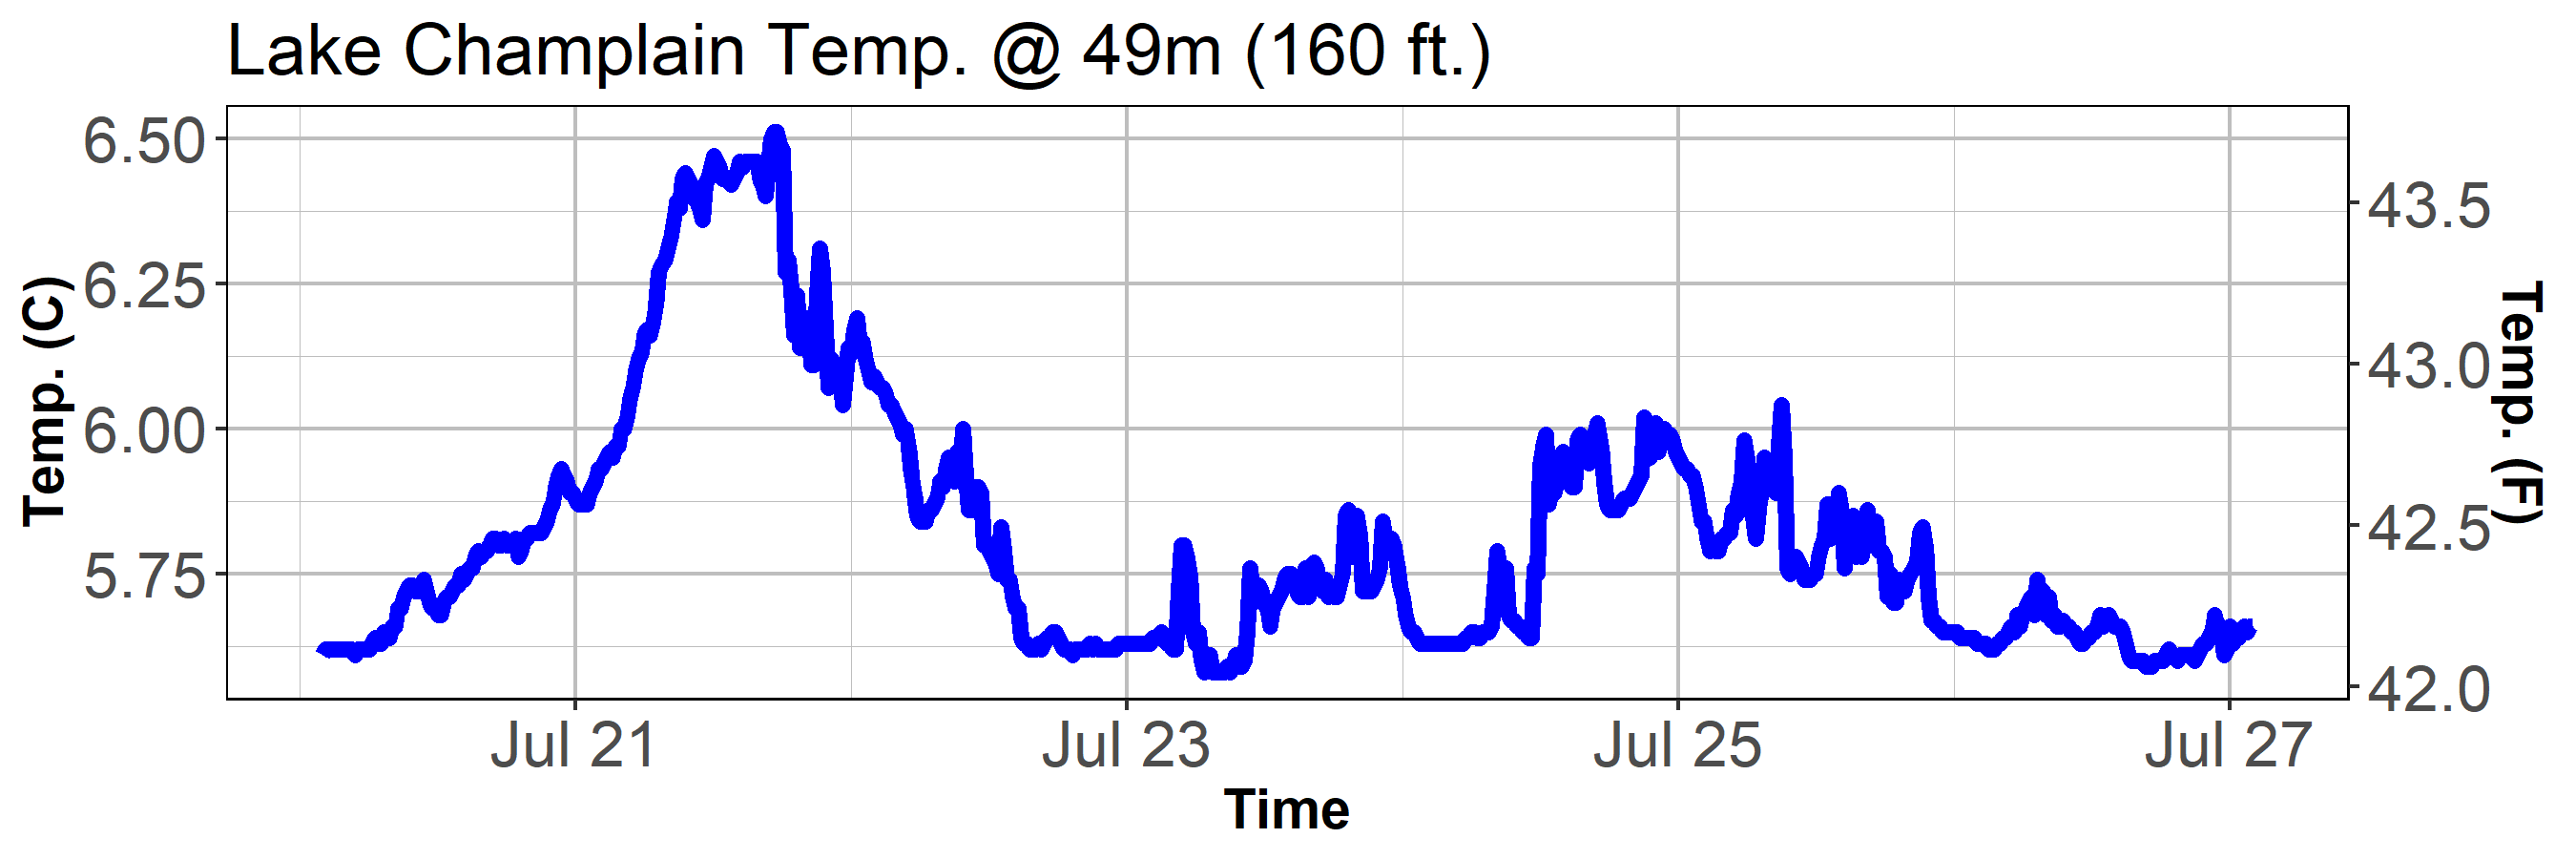 Lake Champlain Temp. @ 49m (160 ft.)
Temp. (C)
6.50
6.25
6.00
5.75
43.5
43.0
42.5
42.0
Temp. (F)
Jul 21 Jul 23 Jul 25 Jul 27
Time